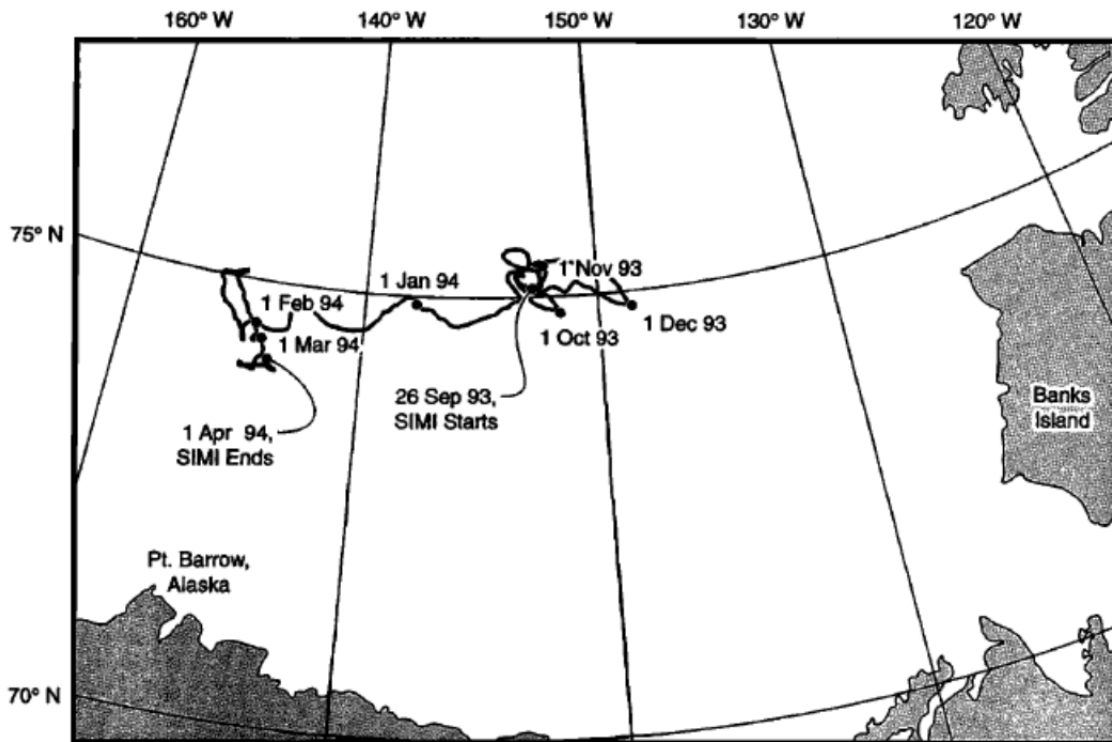 160° W 140° W 150° W 130° W 120° W
75° N
1 Jan 94
1 Nov 93
1 Feb 94
1 Dec 93
1 Oct 93
1 Mar 94
26 Sep 93,
SIMI Starts
Banks
Island
1 Apr 94,
SIMI Ends
Pt. Barrow,
Alaska
70° N